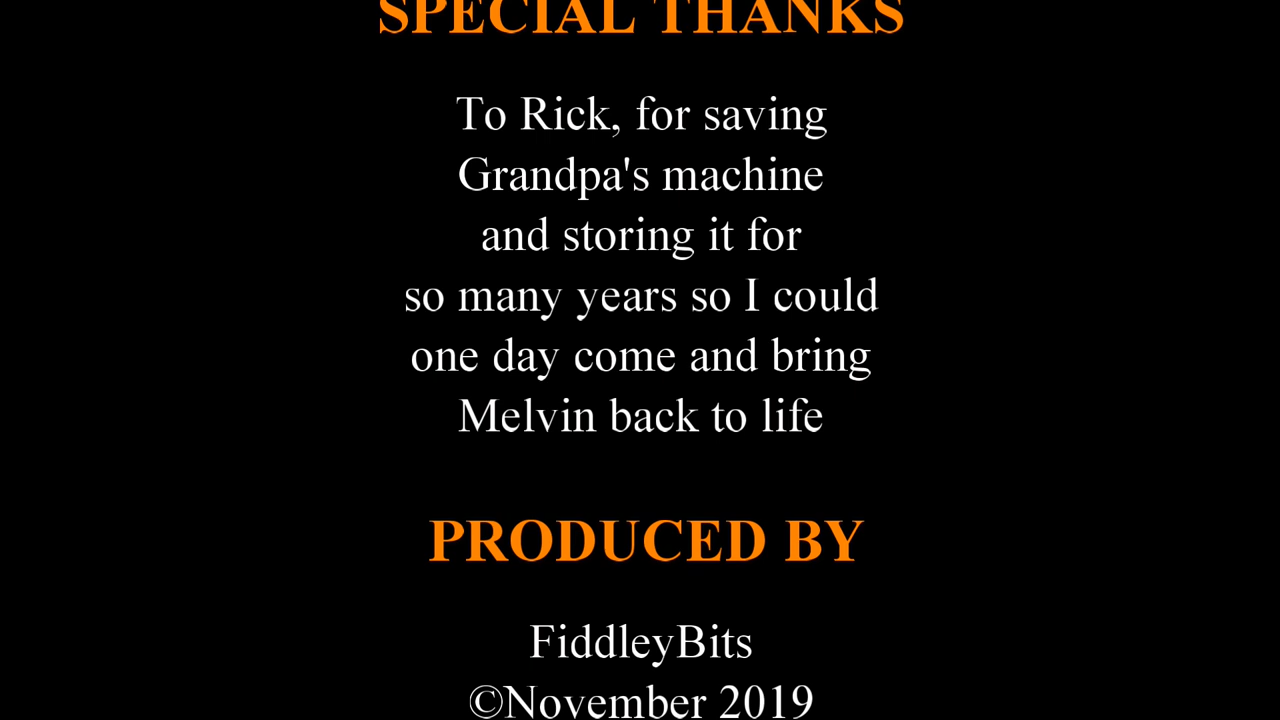 SPECIAL THANKS
To Rick, for saving
Grandpa's machine
and storing it for
so many years so I could
one day come and bring
Melvin back to life
PRODUCED BY
FiddleyBits
©November 2019